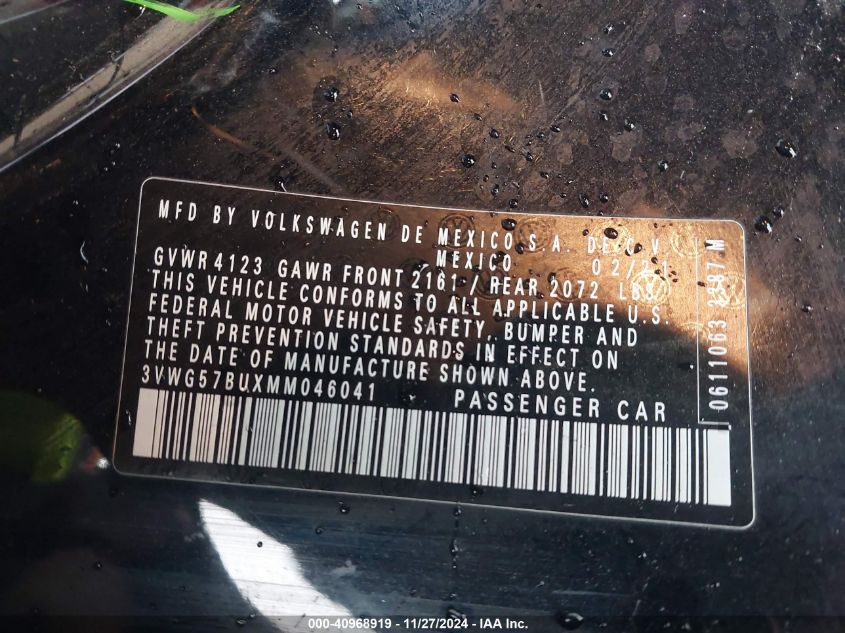 MFD BY VOLKSWAGEN DE MEXICO S.A. DE C.V
MEXICO
GVWR 4123 GAWR FRONT 2161 / REAR 2072 LBS
THIS VEHICLE CONFORMS TO ALL APPLICABLE U.S.
FEDERAL MOTOR VEHICLE SAFETY, BUMPER AND
THEFT PREVENTION STANDARDS IN EFFECT ON
THE DATE OF MANUFACTURE SHOWN ABOVE.
3VWG57BUXMM046041 PASSENGER CAR
0611063
000-40968919 - 11/27/2024 - IAA Inc.